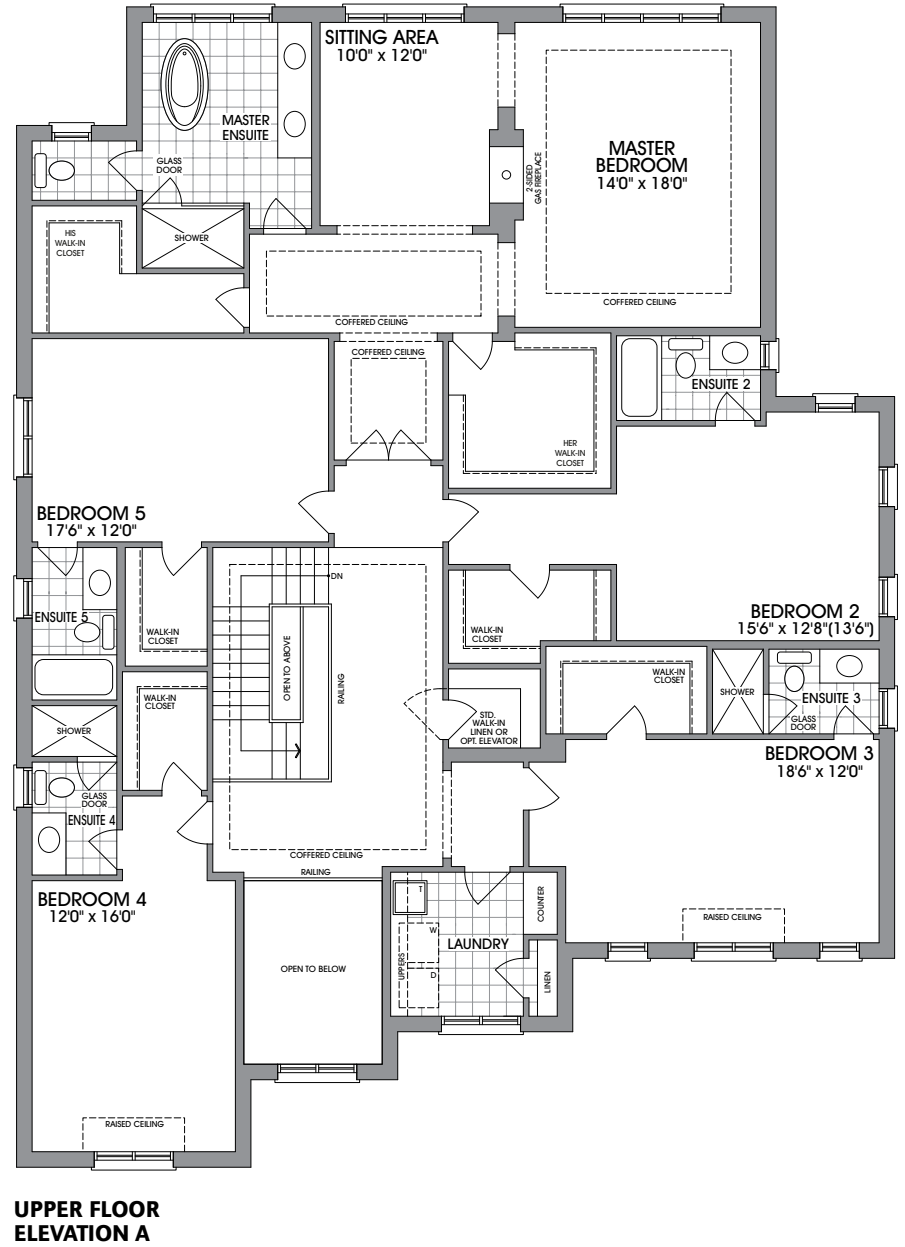 SITTING AREA
10'0" x 12'0"
MASTER
ENSUITE
GLASS
DOOR
2-SIDED
GAS FIREPLACE
MASTER
BEDROOM
14'0" x 18'0"
COFFERED CEILING
HIS
WALK-IN
CLOSET
SHOWER
COFFERED CEILING
COFFERED CEILING
ENSUITE 2
HER
WALK-IN
CLOSET
BEDROOM 5
17'6" x 12'0"
DN
ENSUITE 5
WALK-IN
CLOSET
OPEN TO ABOVE
RAILING
WALK-IN
CLOSET
BEDROOM 2
15'6" x 12'8"(13'6")
WALK-IN
CLOSET
WALK-IN
CLOSET
SHOWER
ENSUITE 3
GLASS
DOOR
STD.
WALK-IN
LINEN OR
OPT. ELEVATOR
SHOWER
BEDROOM 3
18'6" x 12'0"
GLASS
DOOR
ENSUITE 4
COFFERED CEILING
RAILING
BEDROOM 4
12'0" x 16'0"
T
W
D
UPPERS
LAUNDRY
COUNTER
LINEN
RAISED CEILING
OPEN TO BELOW
RAISED CEILING
UPPER FLOOR
ELEVATION A